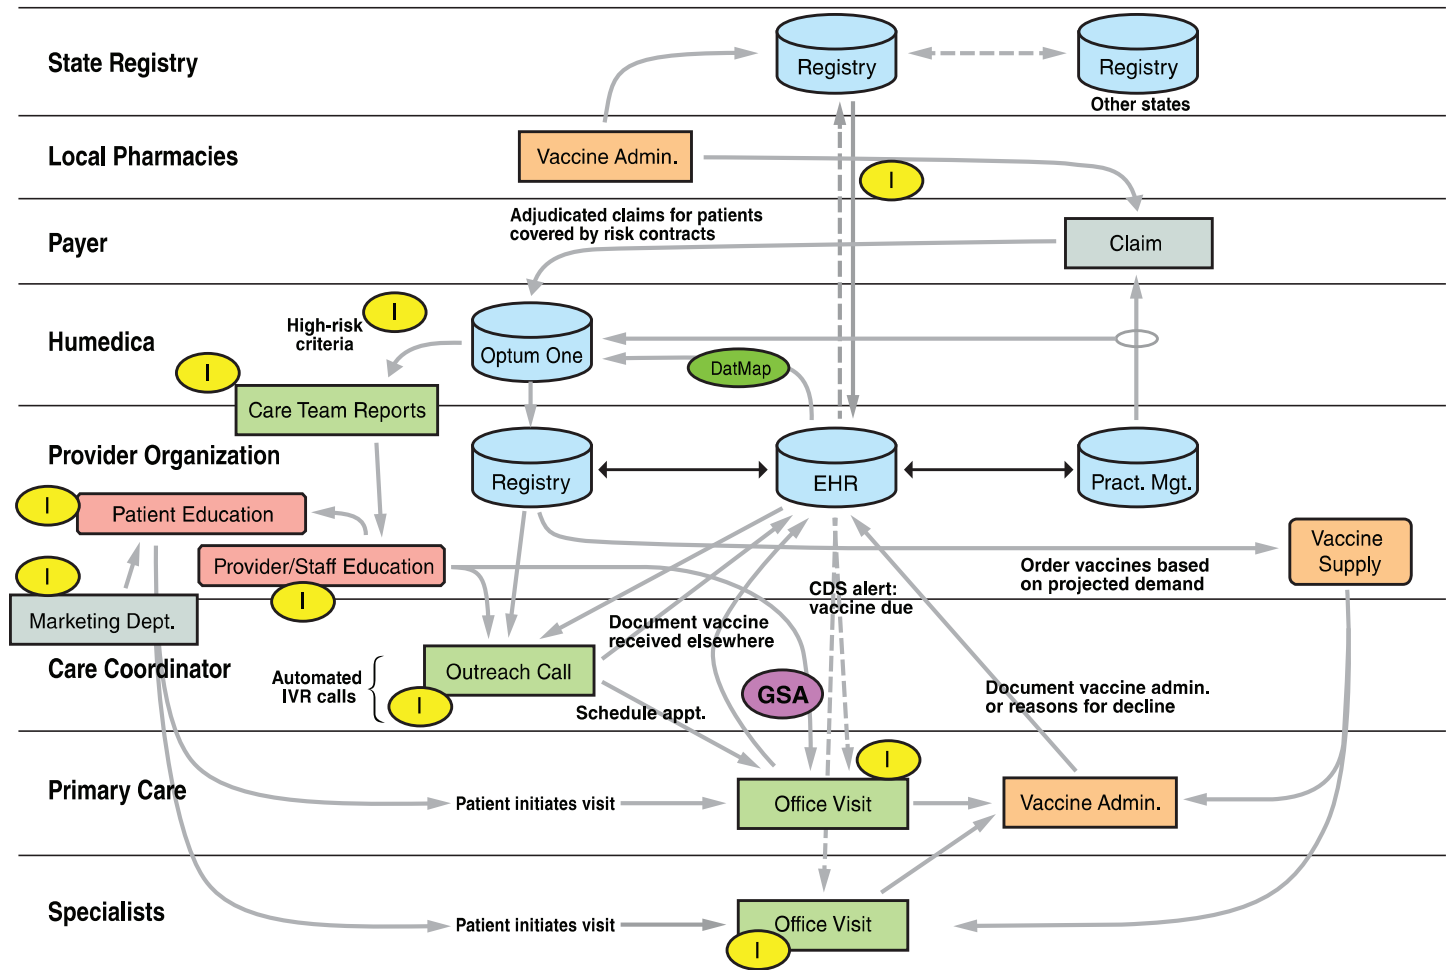 State Registry
Registry
Registry
Other states
Local Pharmacies
Vaccine Admin.
I
Payer
Adjudicated claims for patients
covered by risk contracts
Claim
Humedica
High-risk
criteria
I
Optum One
DatMap
I
Care Team Reports
Provider Organization
Registry
EHR
Pract. Mgt.
I
Patient Education
Provider/Staff Education
I
I
Marketing Dept.
Order vaccines based
on projected demand
Vaccine
Supply
CDS alert:
vaccine due
Care Coordinator
Automated
IVR calls
Outreach Call
I
Document vaccine
received elsewhere
Schedule appt.
GSA
Document vaccine admin.
or reasons for decline
Primary Care
Patient initiates visit
Office Visit
I
Vaccine Admin.
Specialists
Patient initiates visit
Office Visit
I